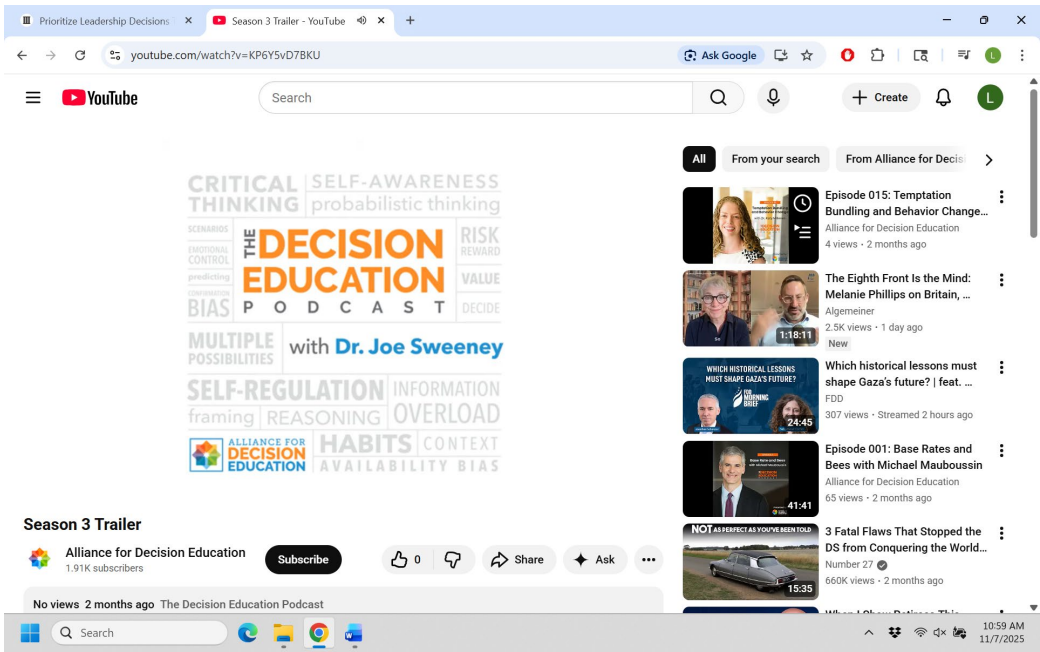 Prioritize Leadership Decisions
Season 3 Trailer - YouTube
youtube.com/watch?v=KP6Y5vD7BKU
Ask Google
L
YouTube
Search
Create
L
CRITICAL THINKING
SELF-AWARENESS
probabilistic thinking
SCENARIOS
EMOTIONAL CONTROL
predicting
CONFIRMATION
BIAS
THE DECISION EDUCATION
PODCAST
RISK
REWARD
VALUE
DECIDE
MULTIPLE POSSIBILITIES
with Dr. Joe Sweeney
SELF-REGULATION
INFORMATION OVERLOAD
framing
REASONING
ALLIANCE FOR
DECISION
EDUCATION
HABITS
CONTEXT
AVAILABILITY BIAS
All
From your search
From Alliance for Decis
Episode 015: Temptation
Bundling and Behavior Change...
Alliance for Decision Education
4 views • 2 months ago
1:18:11
The Eighth Front Is the Mind:
Melanie Phillips on Britain, ...
Algemeiner
2.5K views • 1 day ago
New
WHICH HISTORICAL LESSONS
MUST SHAPE GAZA'S FUTURE?
FDD
MORNING
BRIEF
24:45
Which historical lessons must
shape Gaza's future? | feat. ...
FDD
307 views • Streamed 2 hours ago
41:41
Episode 001: Base Rates and
Bees with Michael Mauboussin
Alliance for Decision Education
65 views • 2 months ago
NOT AS PERFECT AS YOU'VE BEEN TOLD
15:35
3 Fatal Flaws That Stopped the
DS from Conquering the World...
Number 27
660K views • 2 months ago
Season 3 Trailer
Alliance for Decision Education
1.91K subscribers
Subscribe
0
Share
Ask
No views 2 months ago The Decision Education Podcast
Search
10:59 AM
11/7/2025